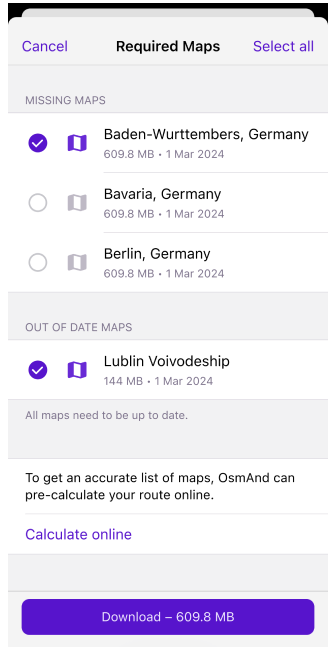 Cancel Required Maps Select all
MISSING MAPS
Baden-Wurttembers, Germany
609.8 MB • 1 Mar 2024
Bavaria, Germany
609.8 MB • 1 Mar 2024
Berlin, Germany
609.8 MB • 1 Mar 2024
OUT OF DATE MAPS
Lublin Voivodeship
144 MB • 1 Mar 2024
All maps need to be up to date.
To get an accurate list of maps, OsmAnd can
pre-calculate your route online.
Calculate online
Download – 609.8 MB